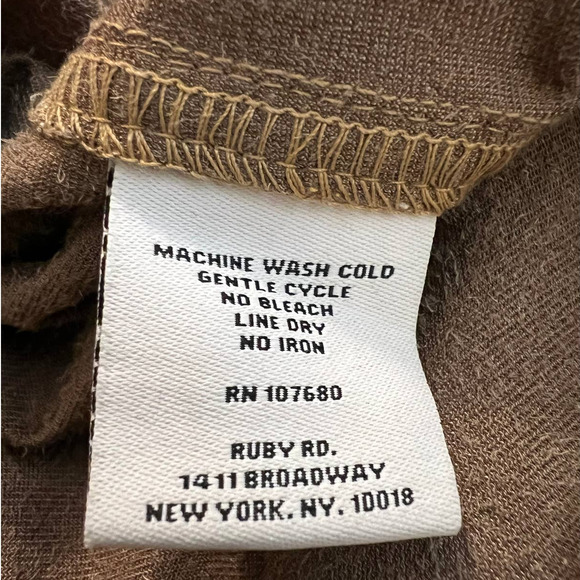 MACHINE WASH COLD
GENTLE CYCLE
NO BLEACH
LINE DRY
NO IRON
RN 107680
RUBY RD.
1411 BROADWAY
NEW YORK. NY. 10018